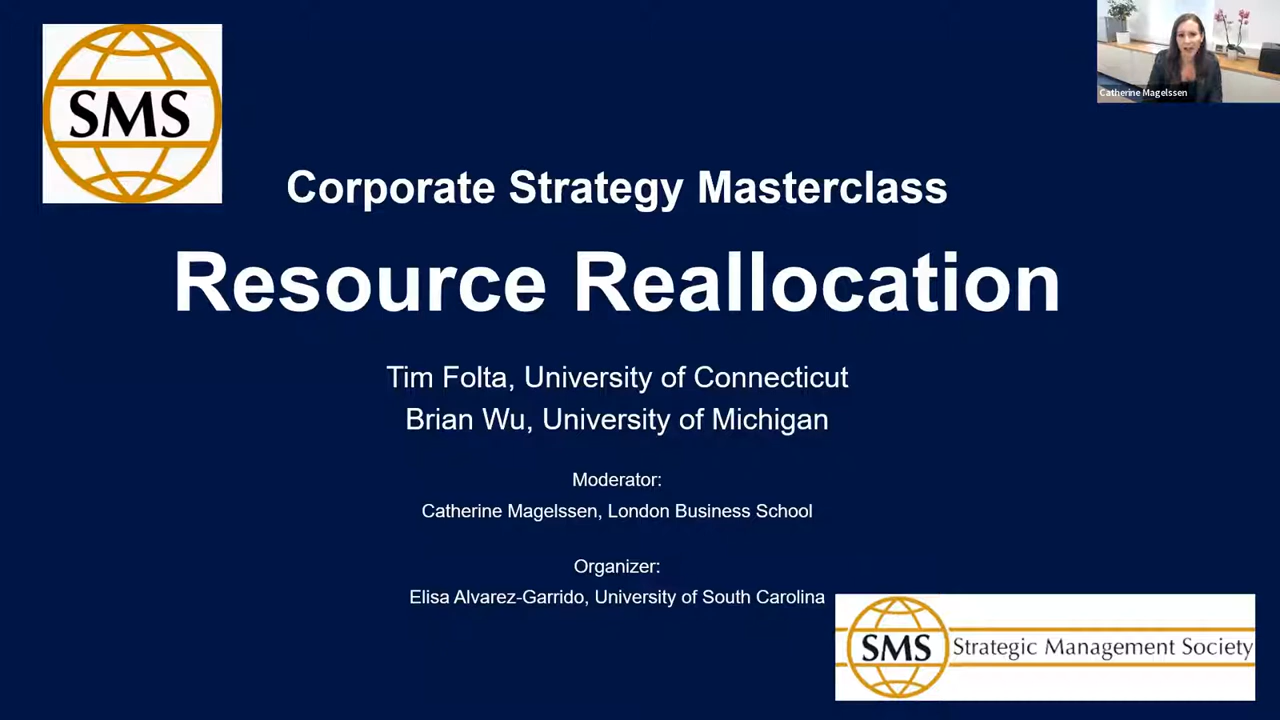 SMS
Catherine Magelssen
Corporate Strategy Masterclass
Resource Reallocation
Tim Folta, University of Connecticut
Brian Wu, University of Michigan
Moderator:
Catherine Magelssen, London Business School
Organizer:
Elisa Alvarez-Garrido, University of South Carolina
SMS Strategic Management Society